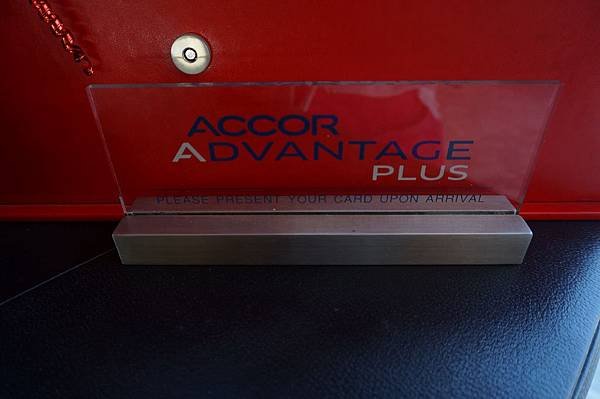 ACCOR
ADVANTAGE
PLUS
PLEASE PRESENT YOUR CARD UPON ARRIVAL